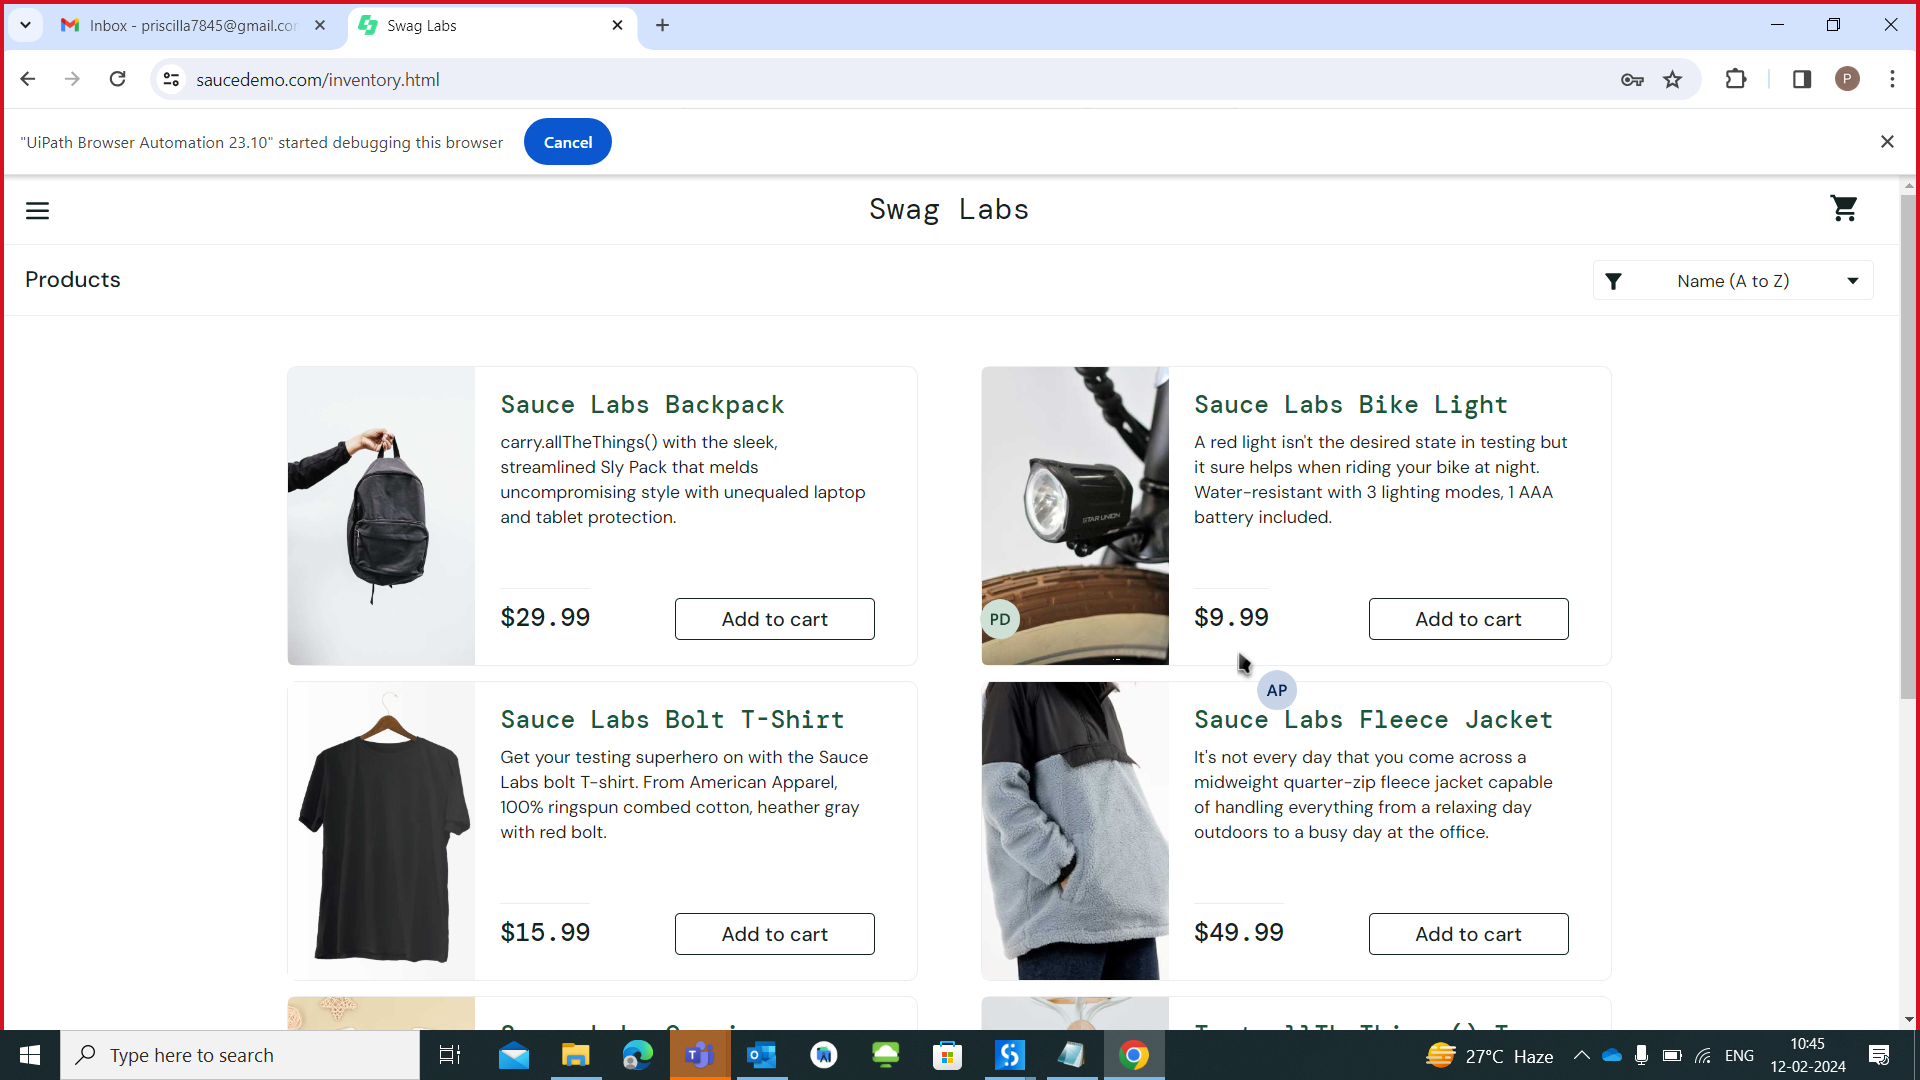 Inbox - priscilla7845@gmail.co
Swag Labs
saucedemo.com/inventory.html
P
"UiPath Browser Automation 23.10" started debugging this browser
Cancel
Swag Labs
Products
Name (A to Z)
Sauce Labs Backpack
carry.allTheThings() with the sleek,
streamlined Sly Pack that melds
uncompromising style with unequaled laptop
and tablet protection.
$29.99
Add to cart
Sauce Labs Bike Light
A red light isn't the desired state in testing but
it sure helps when riding your bike at night.
Water-resistant with 3 lighting modes, 1 AAA
battery included.
STAR UNION
PD
$9.99
Add to cart
AP
Sauce Labs Bolt T-Shirt
Get your testing superhero on with the Sauce
Labs bolt T-shirt. From American Apparel,
100% ringspun combed cotton, heather gray
with red bolt.
$15.99
Add to cart
Sauce Labs Fleece Jacket
It's not every day that you come across a
midweight quarter-zip fleece jacket capable
of handling everything from a relaxing day
outdoors to a busy day at the office.
$49.99
Add to cart
Type here to search
27°C Haze
ENG
10:45
12-02-2024